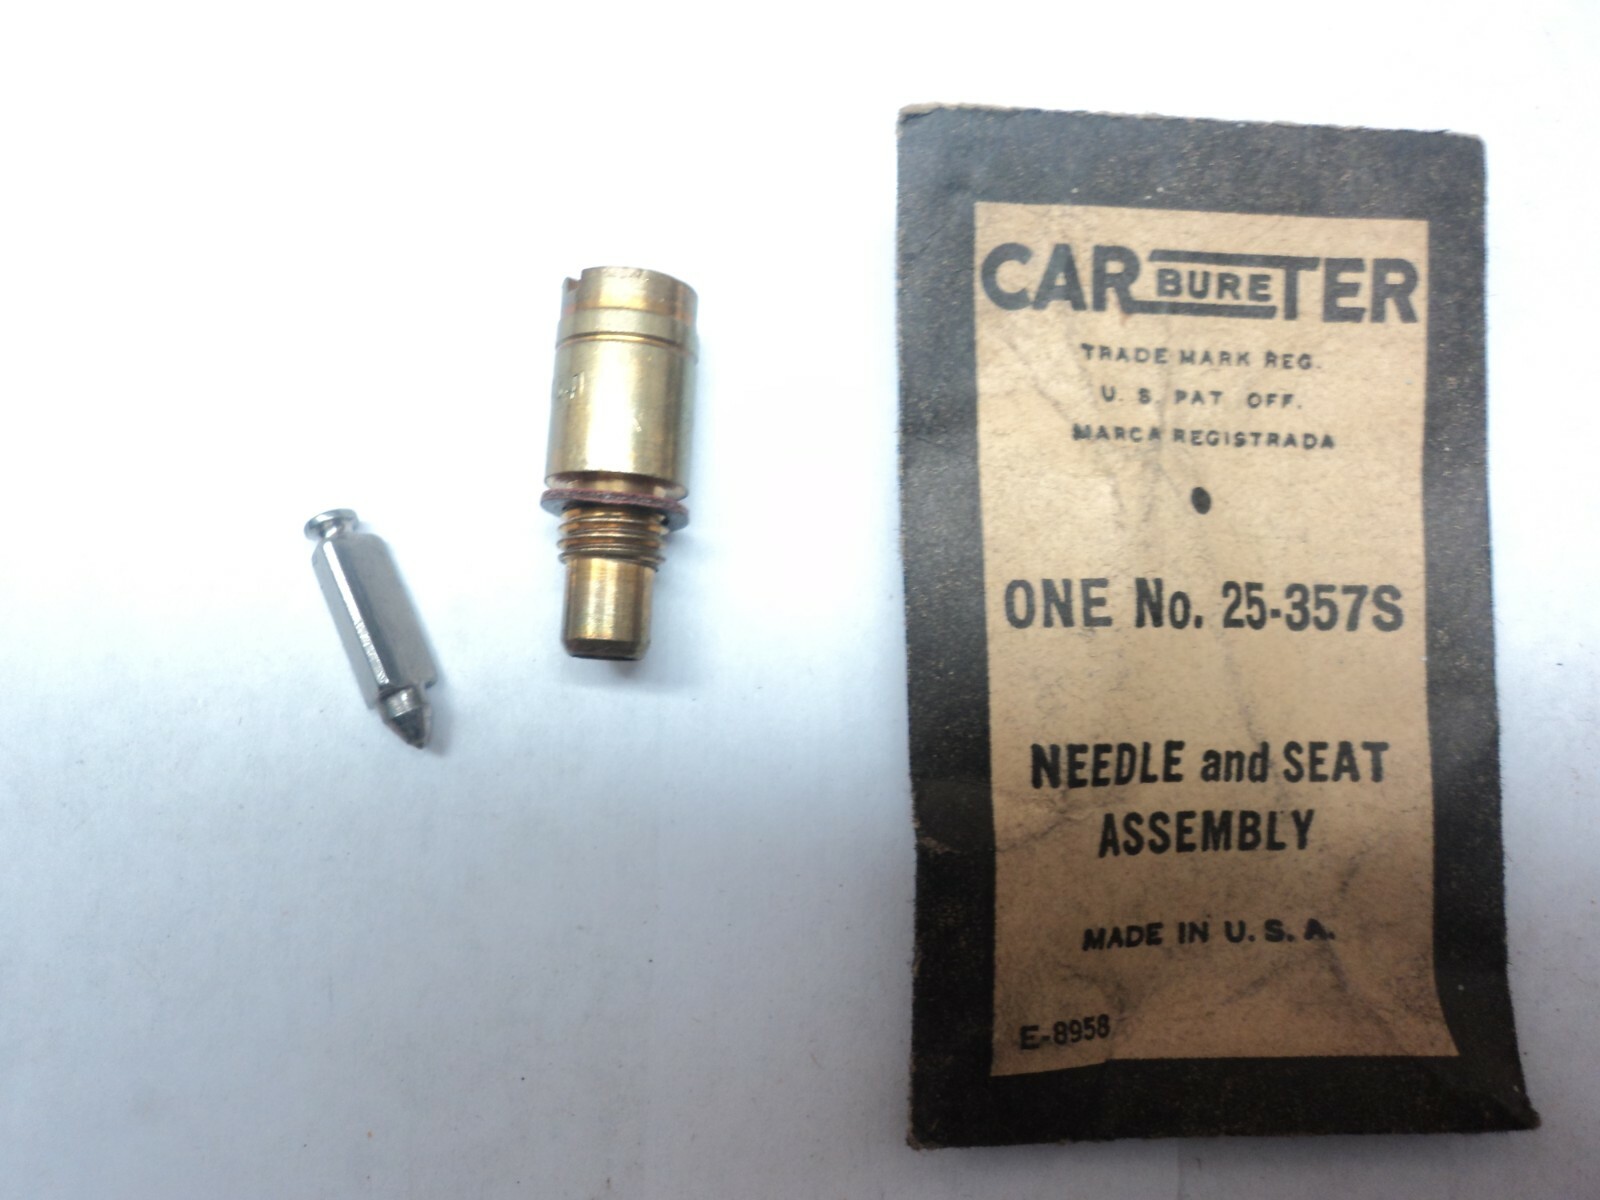 CARBURETER
TRADE MARK REG.
U. S. PAT OFF.
MARCA REGISTRADA
ONE No. 25-357S
NEEDLE and SEAT
ASSEMBLY
MADE IN U. S. A.
E-8958